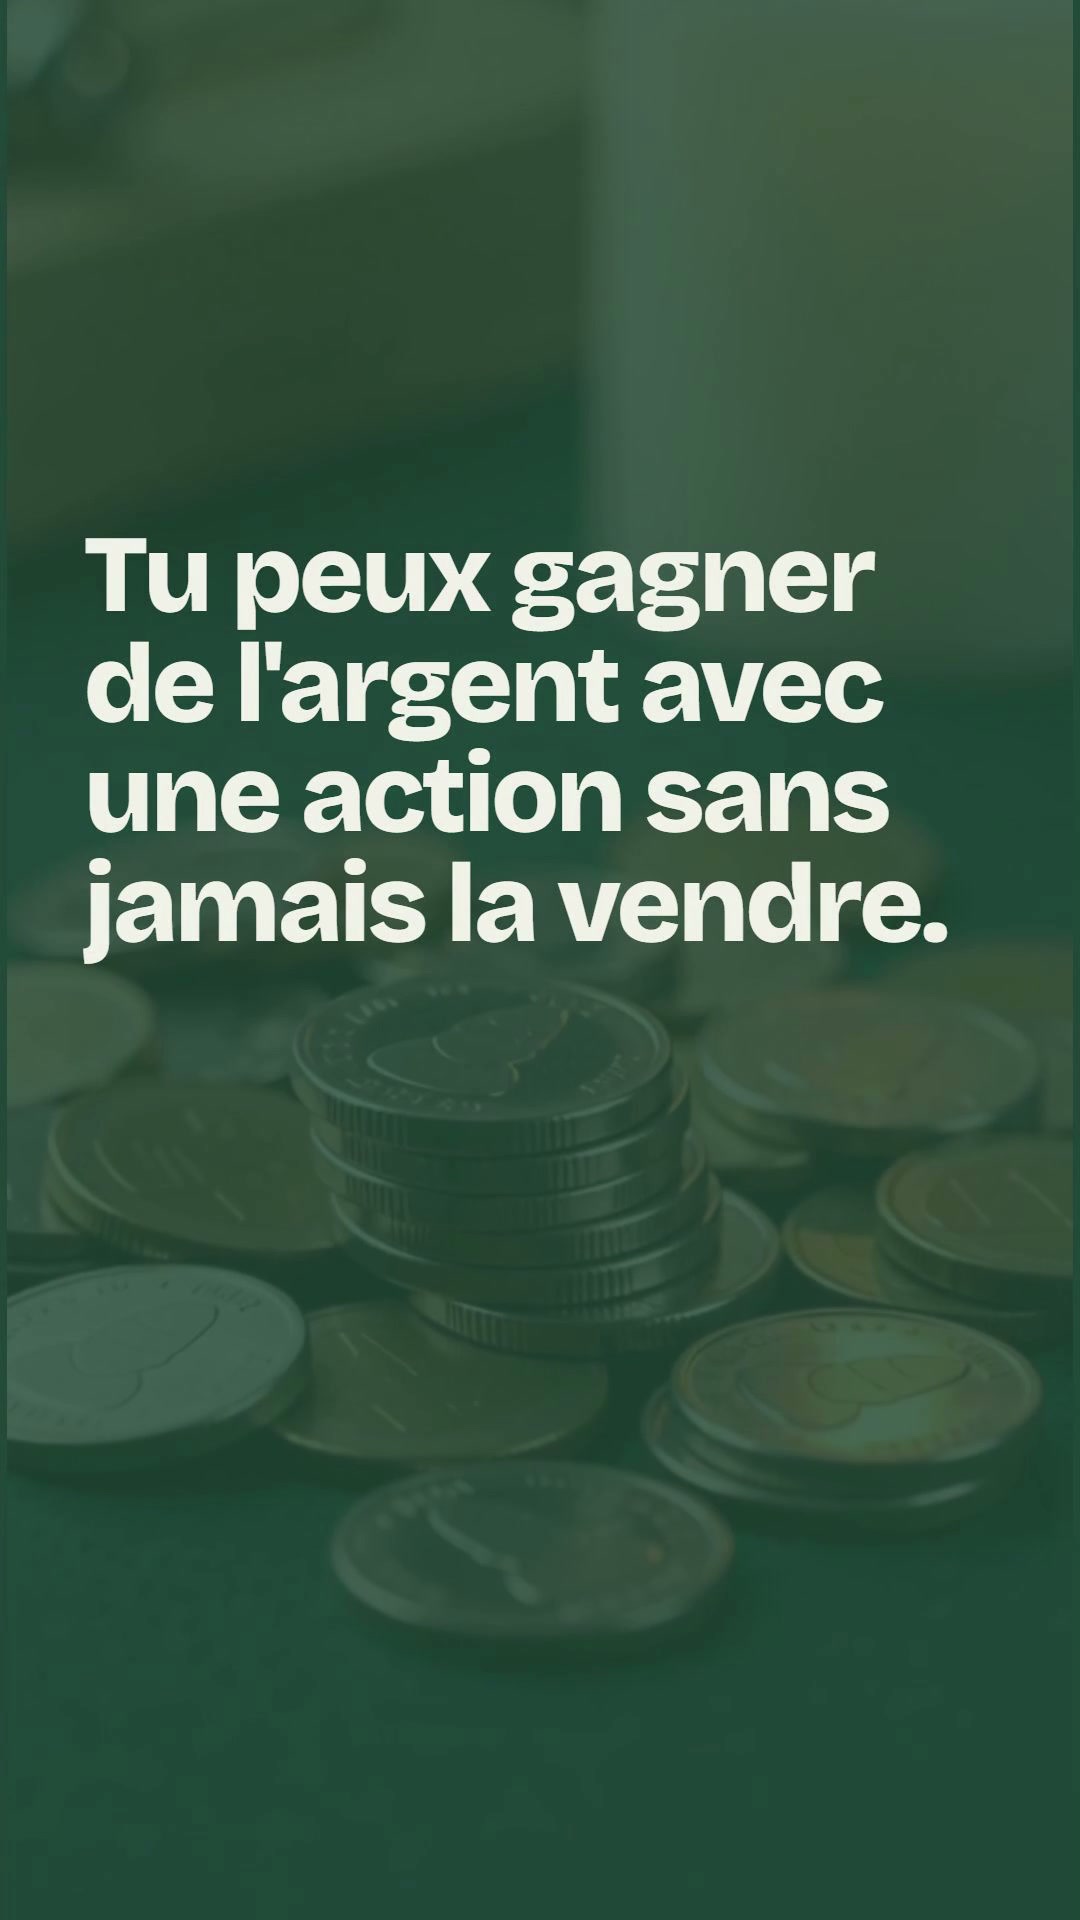 Tu peux gagner
de l'argent avec
une action sans
jamais la vendre.